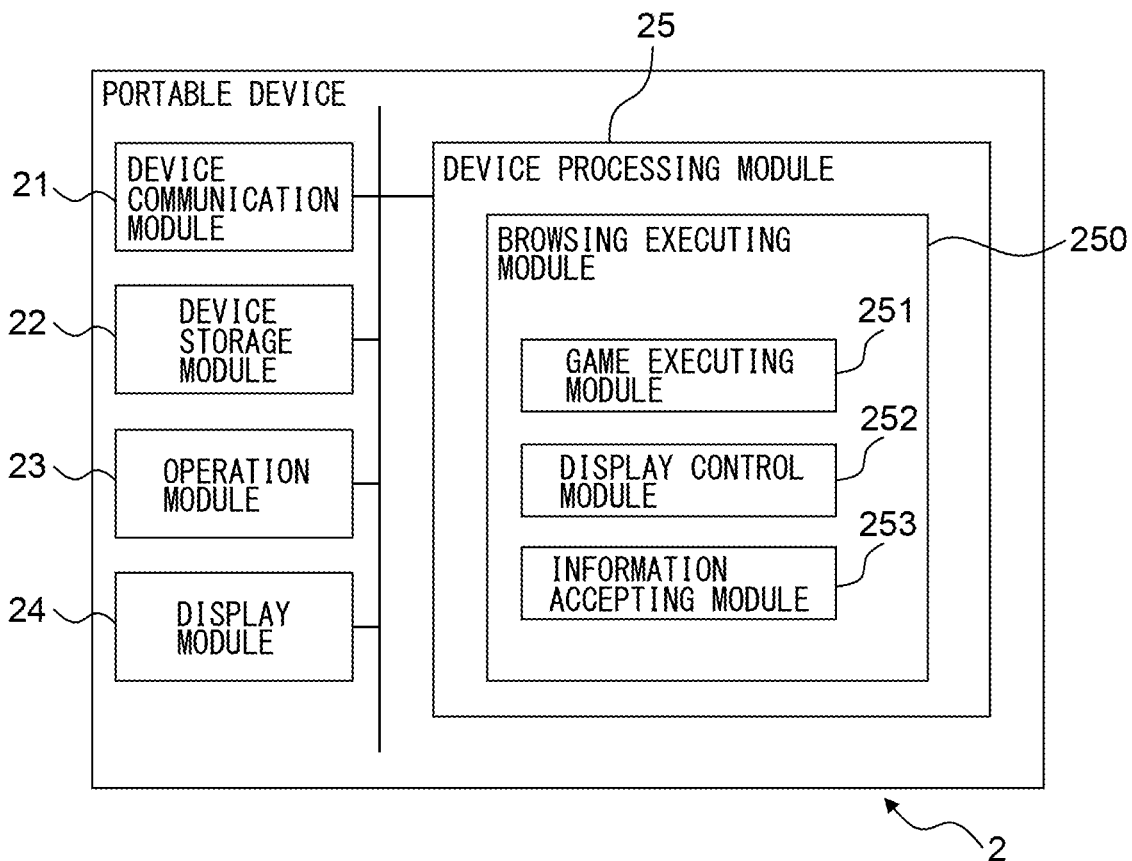 25
PORTABLE DEVICE
21
DEVICE
COMMUNICATION
MODULE
22
DEVICE
STORAGE
MODULE
23
OPERATION
MODULE
24
DISPLAY
MODULE
DEVICE PROCESSING MODULE
250
BROWSING EXECUTING
MODULE
251
GAME EXECUTING
MODULE
252
DISPLAY CONTROL
MODULE
253
INFORMATION
ACCEPTING MODULE
2